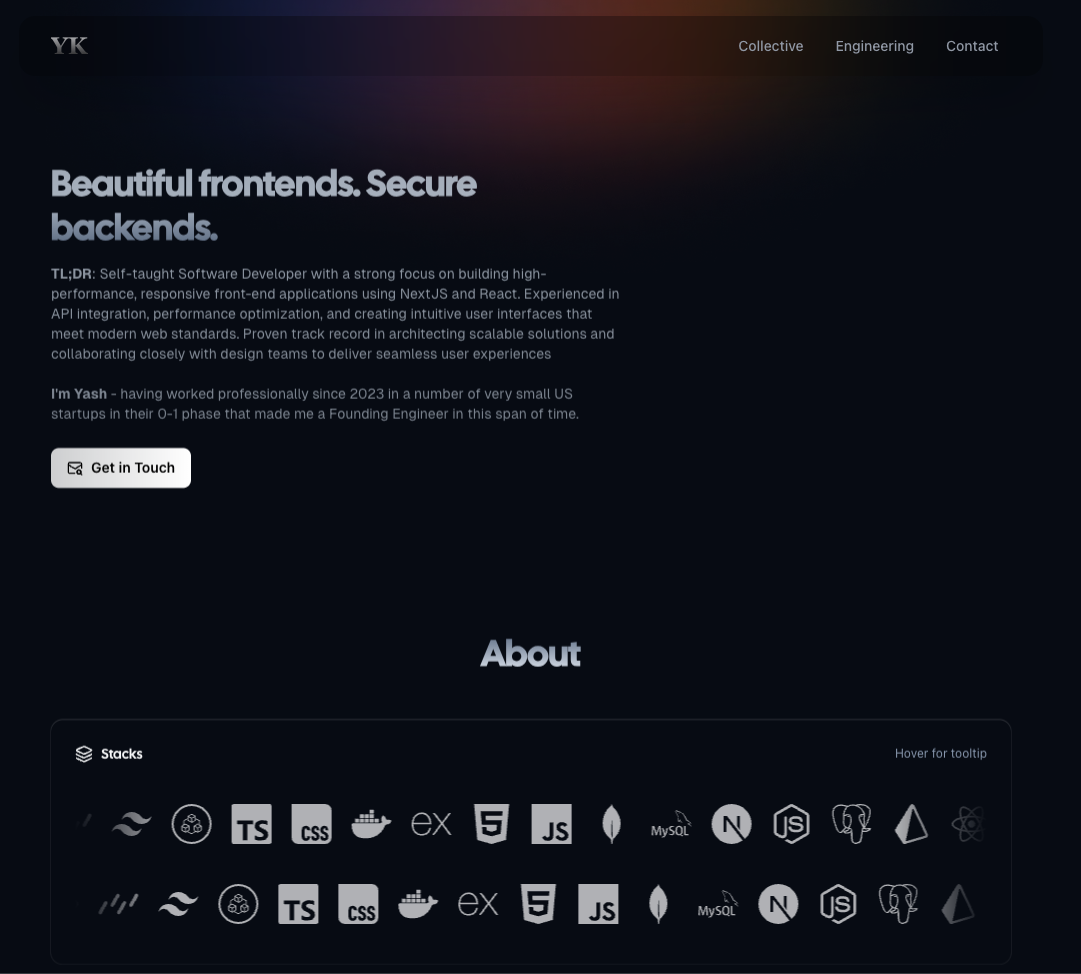 YK
Collective Engineering Contact
Beautiful frontends. Secure
backends.
TL;DR: Self-taught Software Developer with a strong focus on building high-
performance, responsive front-end applications using NextJS and React. Experienced in
API integration, performance optimization, and creating intuitive user interfaces that
meet modern web standards. Proven track record in architecting scalable solutions and
collaborating closely with design teams to deliver seamless user experiences
I'm Yash - having worked professionally since 2023 in a number of very small US
startups in their 0-1 phase that made me a Founding Engineer in this span of time.
Get in Touch
About
Stacks
Hover for tooltip
TS CSS ex 5 JS MySQL N JS
TS CSS ex 5 JS MySQL N JS